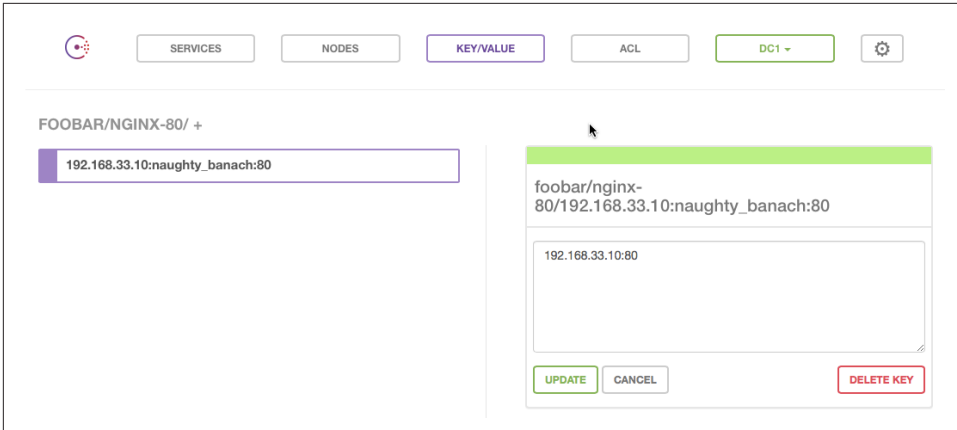 SERVICES NODES KEY/VALUE ACL DC1
FOOBAR/NGINX-80/ +
192.168.33.10:naughty_banach:80
foobar/nginx-
80/192.168.33.10:naughty_banach:80
192.168.33.10:80
UPDATE CANCEL DELETE KEY